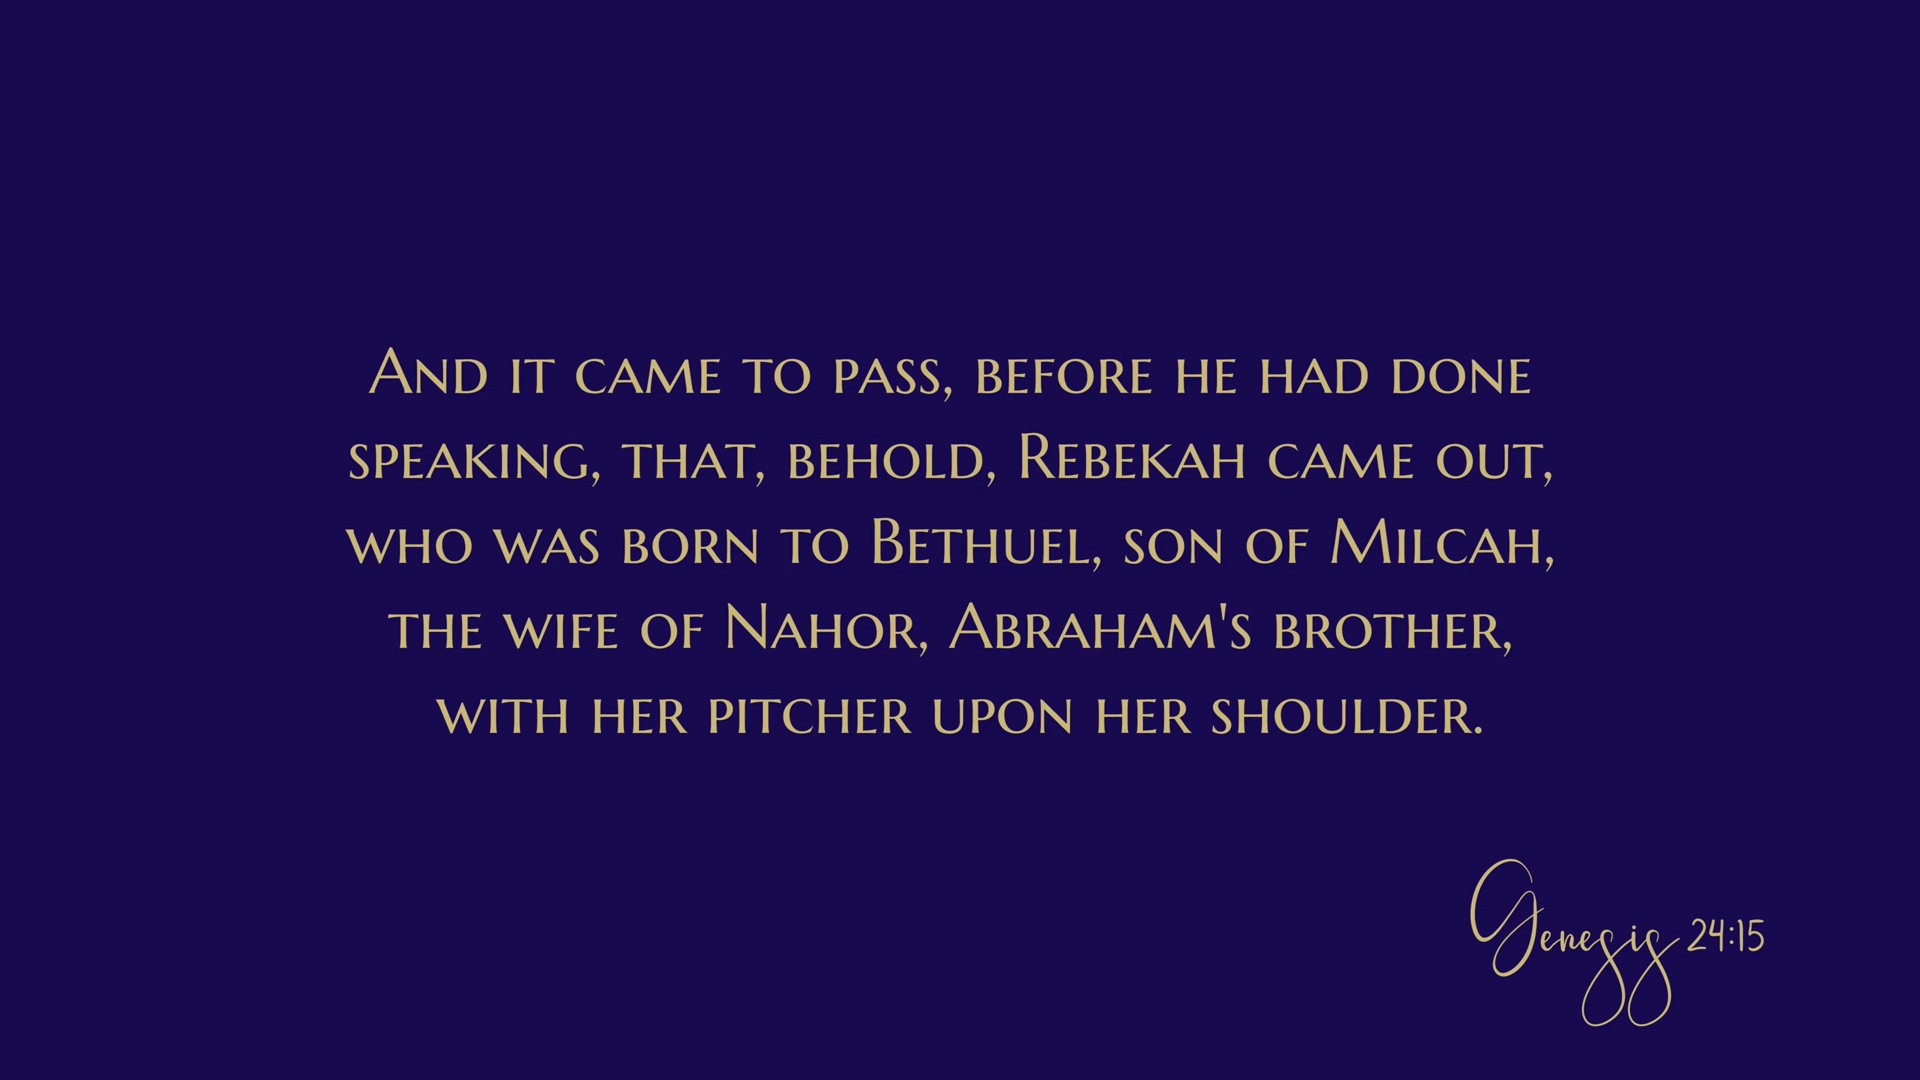 And it came to pass, before he had done
speaking, that, behold, Rebekah came out,
who was born to Bethuel, son of Milcah,
the wife of Nahor, Abraham's brother,
with her pitcher upon her shoulder.
Genesis 24:15